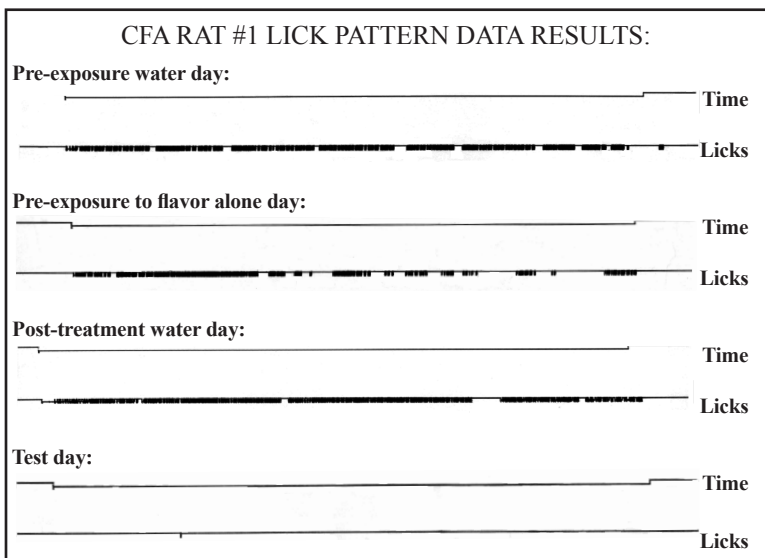 CFA RAT #1 LICK PATTERN DATA RESULTS:
Pre-exposure water day:
Time
Licks
Pre-exposure to flavor alone day:
Time
Licks
Post-treatment water day:
Time
Licks
Test day:
Time
Licks